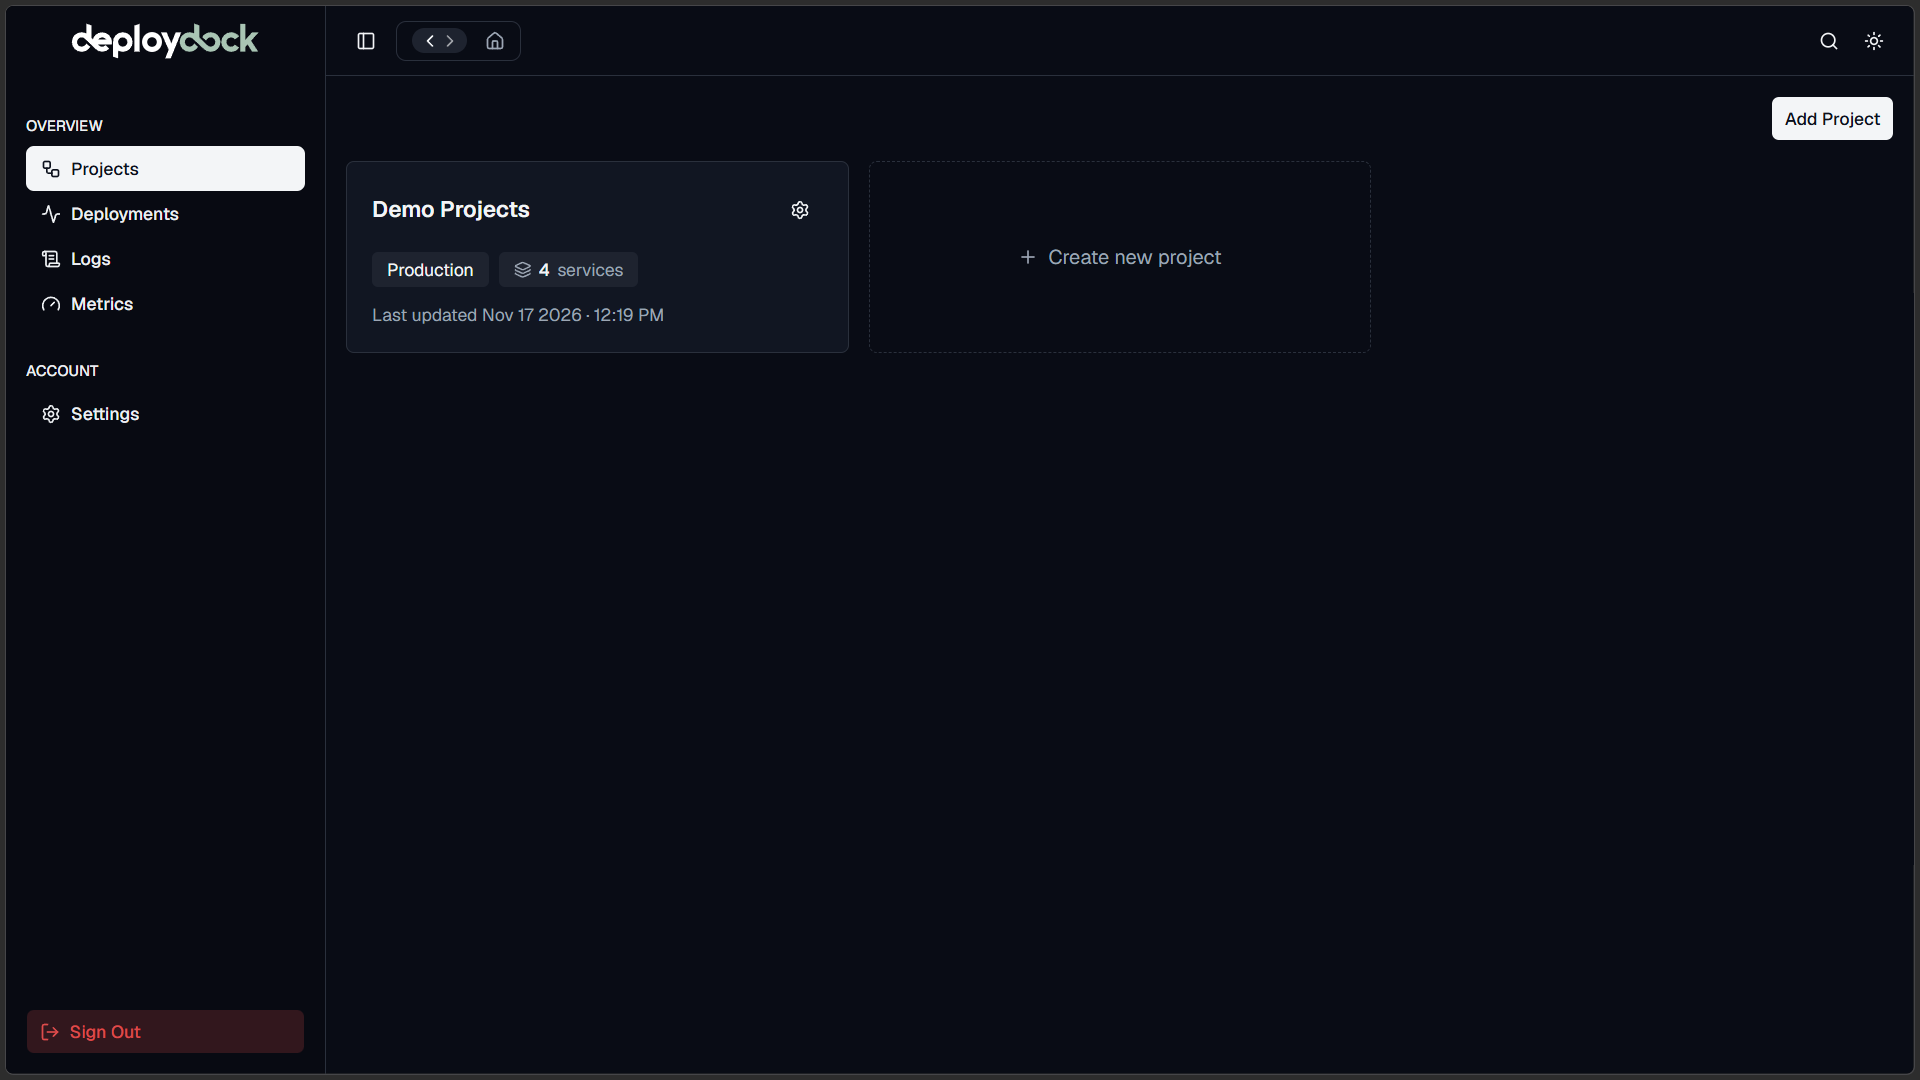 deploydock
OVERVIEW
Projects
Deployments
Logs
Metrics
ACCOUNT
Settings
Sign Out
Add Project
Demo Projects
Production
4 services
Last updated Nov 17 2026 · 12:19 PM
Create new project